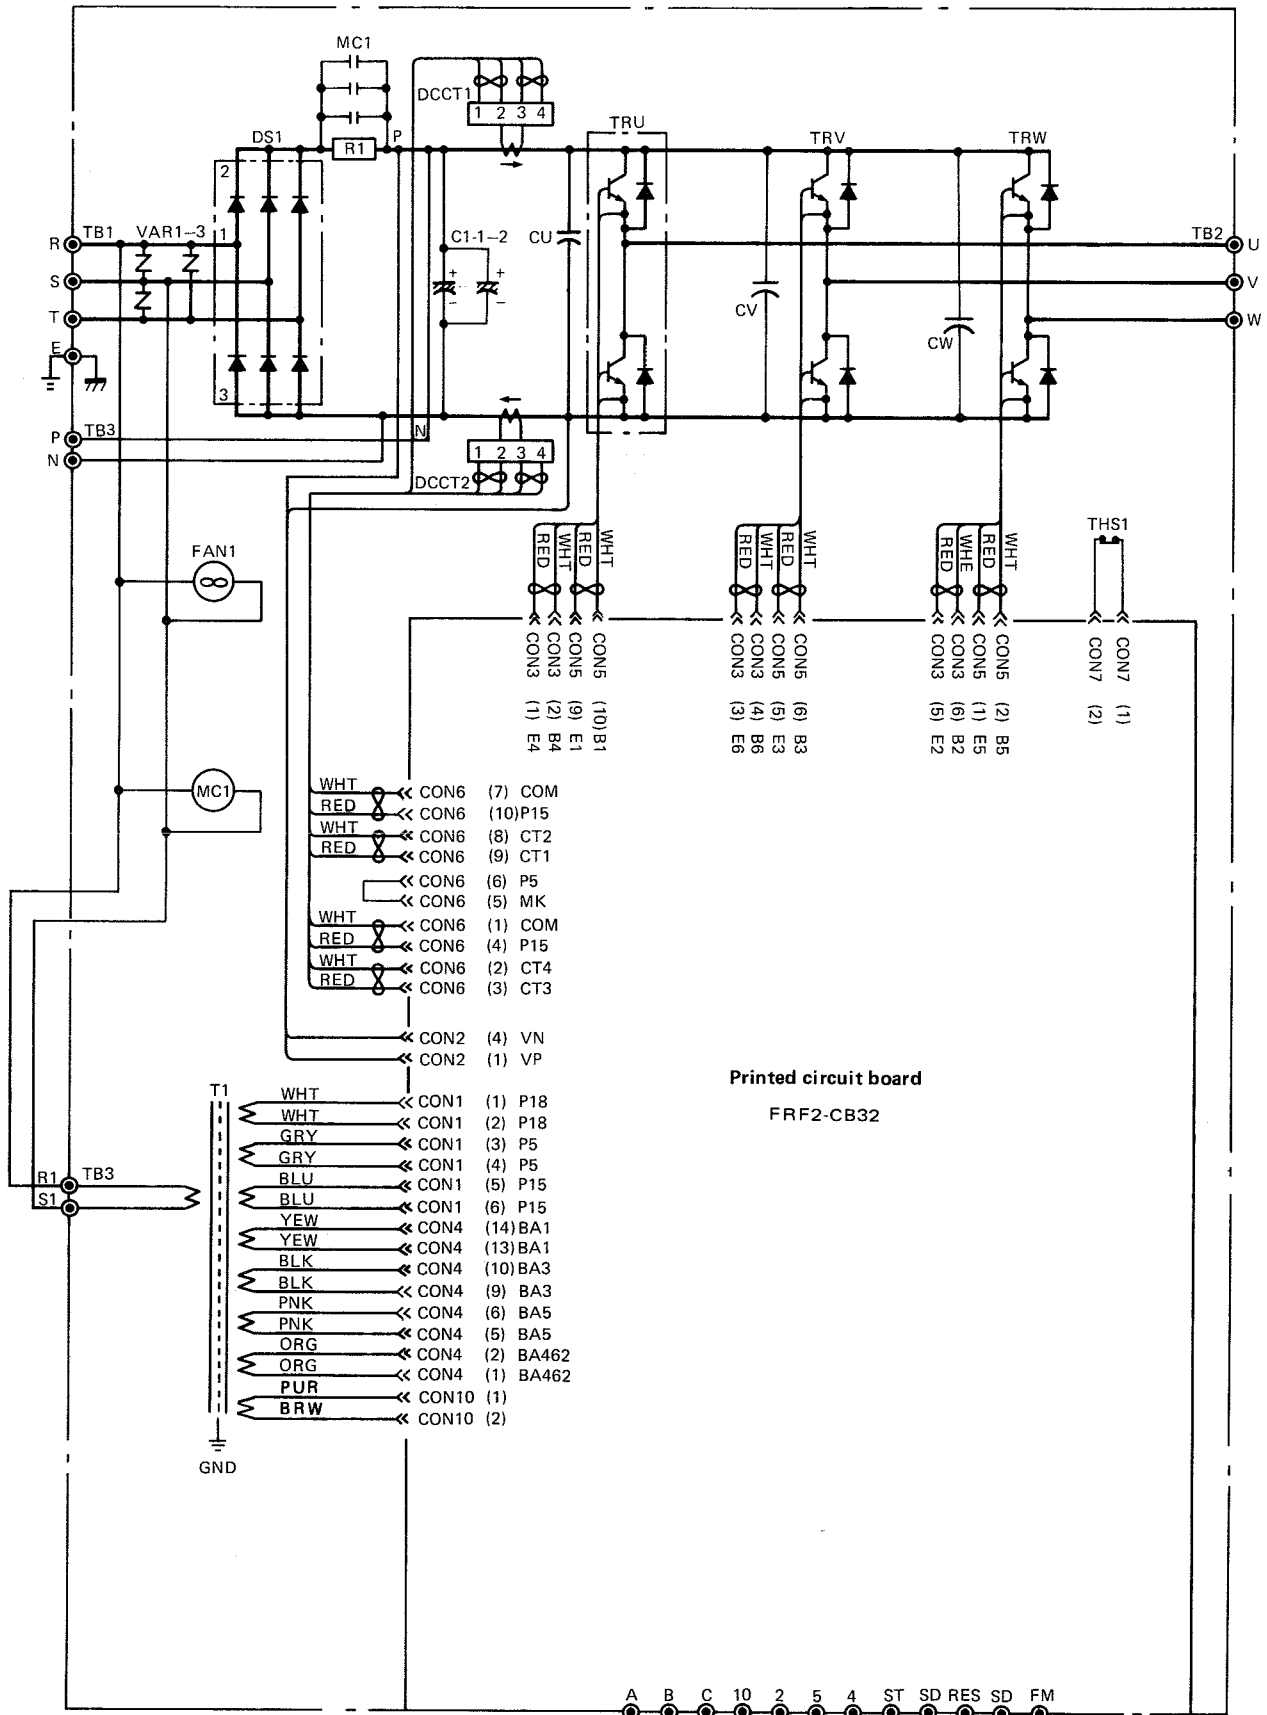 MC1
DCCT1
1 2 3 4
TRU
DS1
R1
P
TRV
TRW
2
R
TB1
VAR1-3
1
C1-1-2
CU
TB2
U
S
V
T
CV
W
E
CW
3
P
TB3
N
N
1 2 3 4
DCCT2
FAN1
RED
WHT
RED
WHT
RED
WHT
RED
WHT
RED
WHE
RED
WHT
THS1
CON3 (1) E4
CON3 (2) B4
CON5 (9) E1
CON5 (10) B1
CON3 (3) E6
CON3 (4) B6
CON5 (5) E3
CON5 (6) B3
CON3 (5) E2
CON3 (6) B2
CON5 (1) E5
CON5 (2) B5
CON7 (2)
CON7 (1)
MC1
WHT CON6 (7) COM
RED CON6 (10) P15
WHT CON6 (8) CT2
RED CON6 (9) CT1
CON6 (6) P5
CON6 (5) MK
WHT CON6 (1) COM
RED CON6 (4) P15
WHT CON6 (2) CT4
RED CON6 (3) CT3
CON2 (4) VN
CON2 (1) VP
Printed circuit board
FRF2-CB32
T1
WHT CON1 (1) P18
WHT CON1 (2) P18
GRY CON1 (3) P5
GRY CON1 (4) P5
R1 TB3
BLU CON1 (5) P15
S1
BLU CON1 (6) P15
YEW CON4 (14) BA1
YEW CON4 (13) BA1
BLK CON4 (10) BA3
BLK CON4 (9) BA3
PNK CON4 (6) BA5
PNK CON4 (5) BA5
ORG CON4 (2) BA462
ORG CON4 (1) BA462
PUR CON10 (1)
BRW CON10 (2)
GND
A B C 10 2 5 4 ST SD RES SD FM